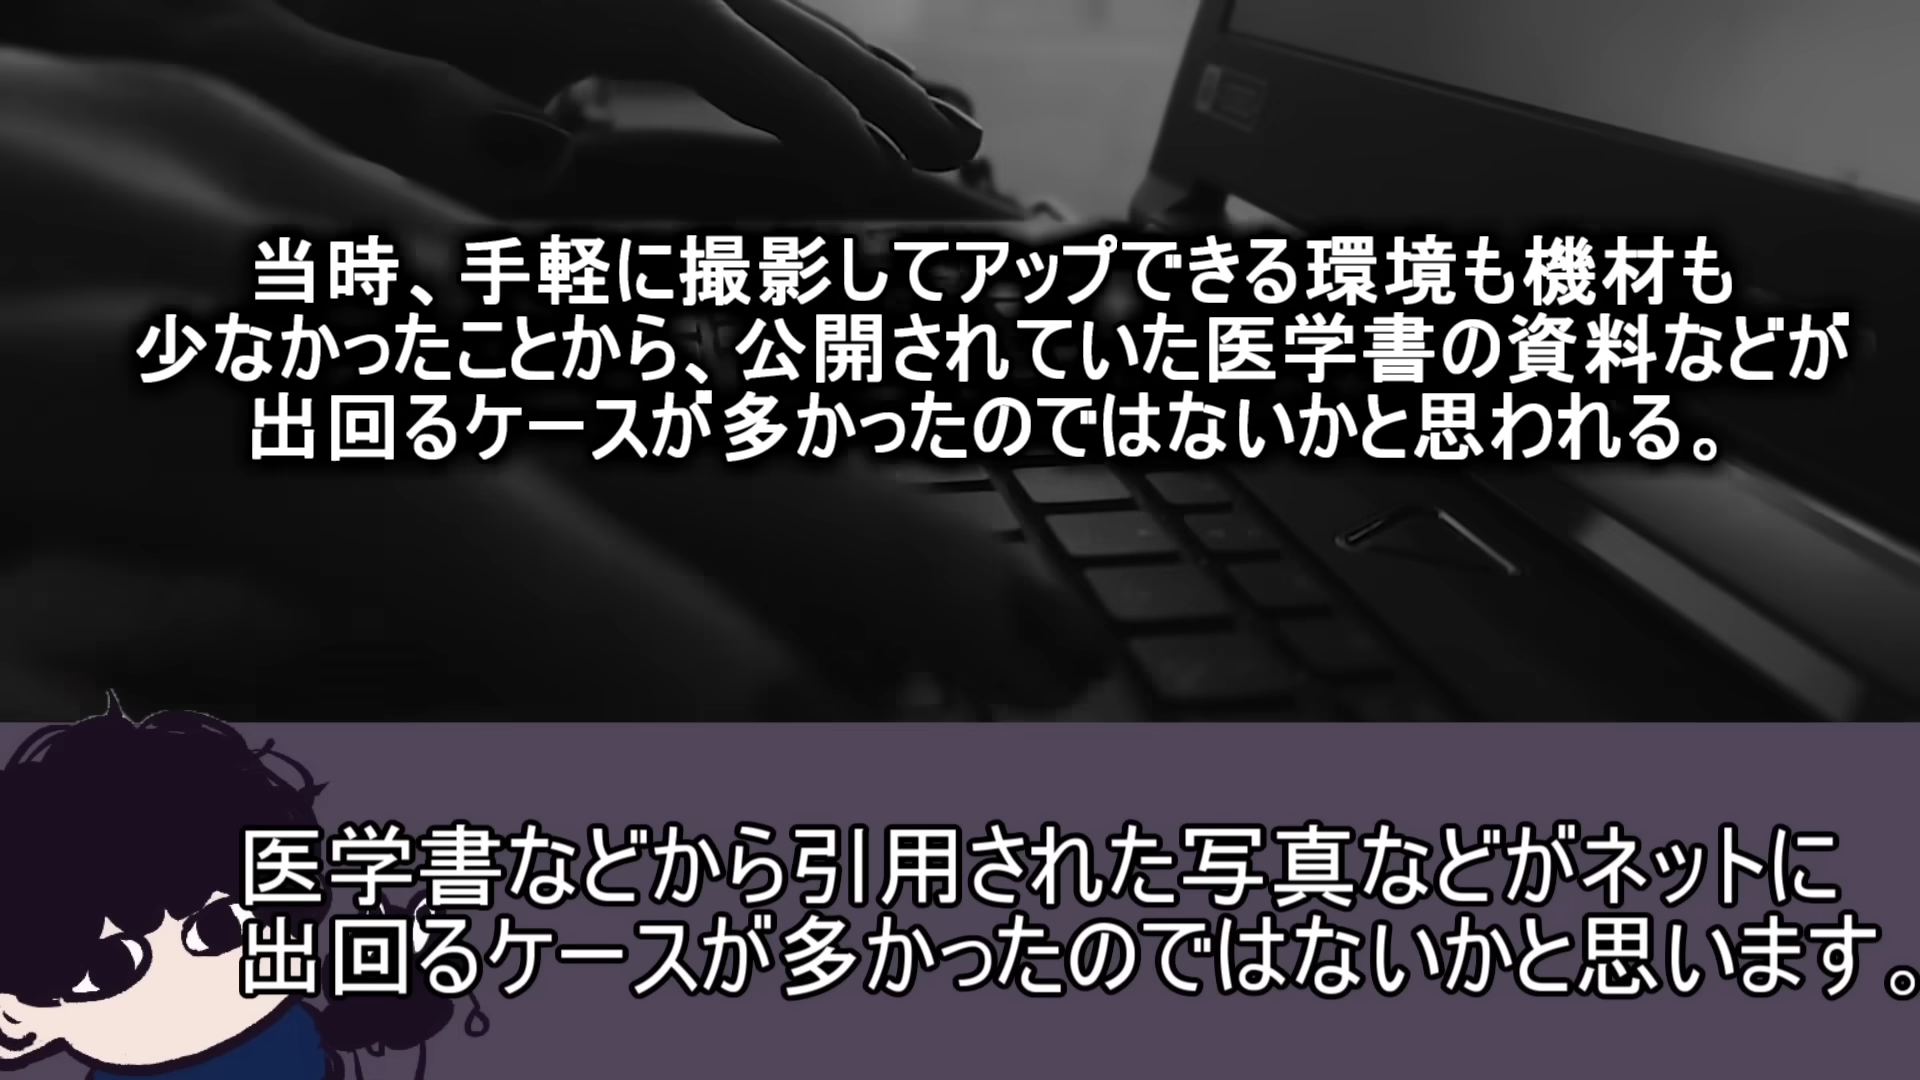 当時、手軽に撮影してアップできる環境も機材も
少なかったことから、公開されていた医学書の資料などが
出回るケースが多かったのではないかと思われる。
医学書などから引用された写真などがネットに
出回るケースが多かったのではないかと思います。